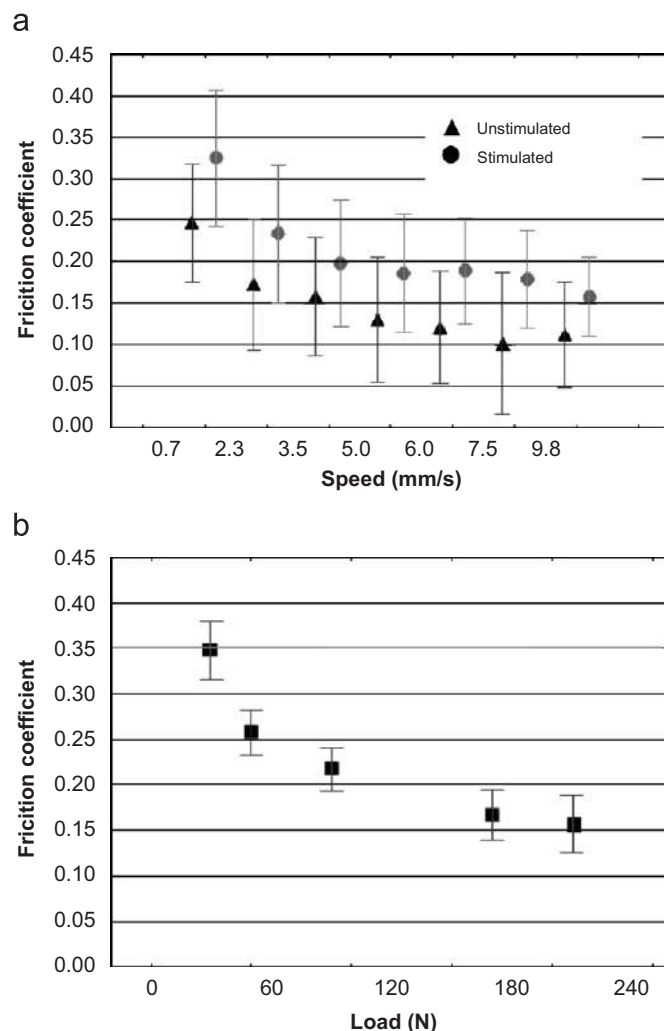 a
0.45
0.40
0.35
0.30
0.25
0.20
0.15
0.10
0.05
0.00
Fricition coefficient
Unstimulated
Stimulated
0.7 2.3 3.5 5.0 6.0 7.5 9.8
Speed (mm/s)
b
0.45
0.40
0.35
0.30
0.25
0.20
0.15
0.10
0.05
0.00
Fricition coefficient
0 60 120 180 240
Load (N)